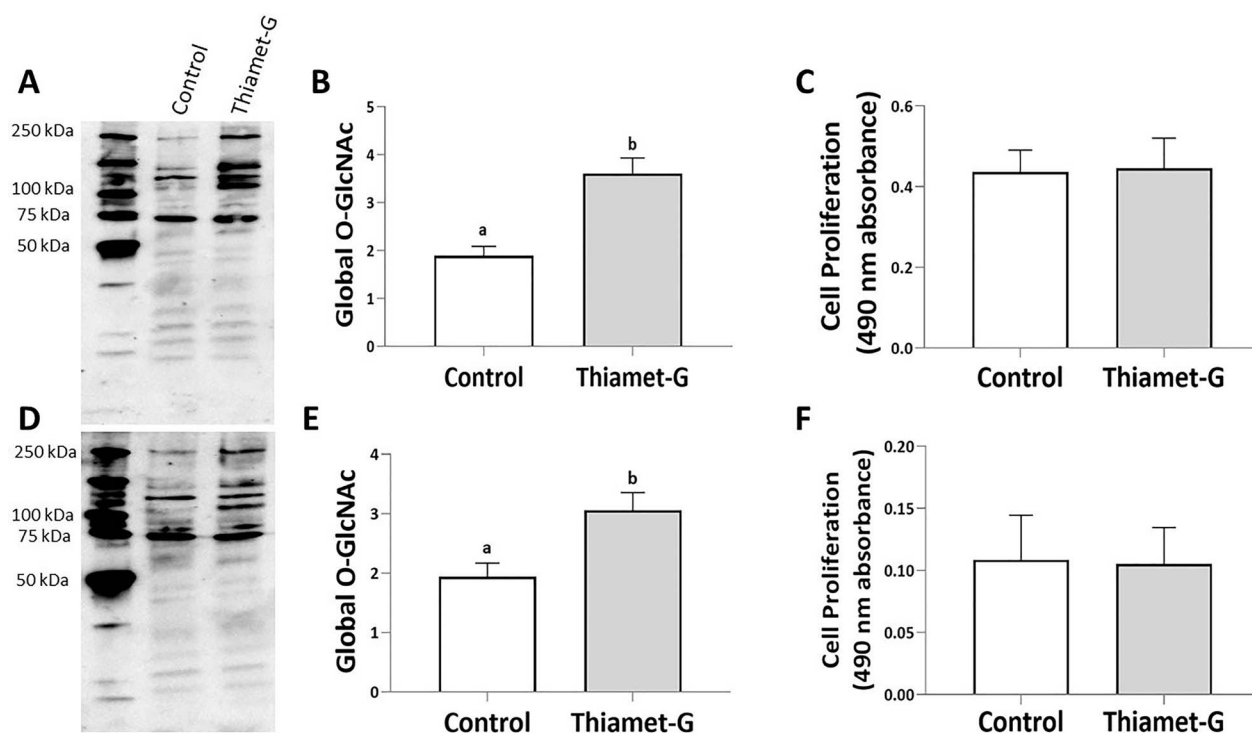 A
Control
Thiamet-G
250 kDa
100 kDa
75 kDa
50 kDa
B
Global O-GlcNAc
5
4
3
2
1
0
a
b
Control
Thiamet-G
C
Cell Proliferation
(490 nm absorbance)
0.6
0.4
0.2
0.0
Control
Thiamet-G
D
250 kDa
100 kDa
75 kDa
50 kDa
E
Global O-GlcNAc
4
3
2
1
0
a
b
Control
Thiamet-G
F
Cell Proliferation
(490 nm absorbance)
0.20
0.15
0.10
0.05
0.00
Control
Thiamet-G